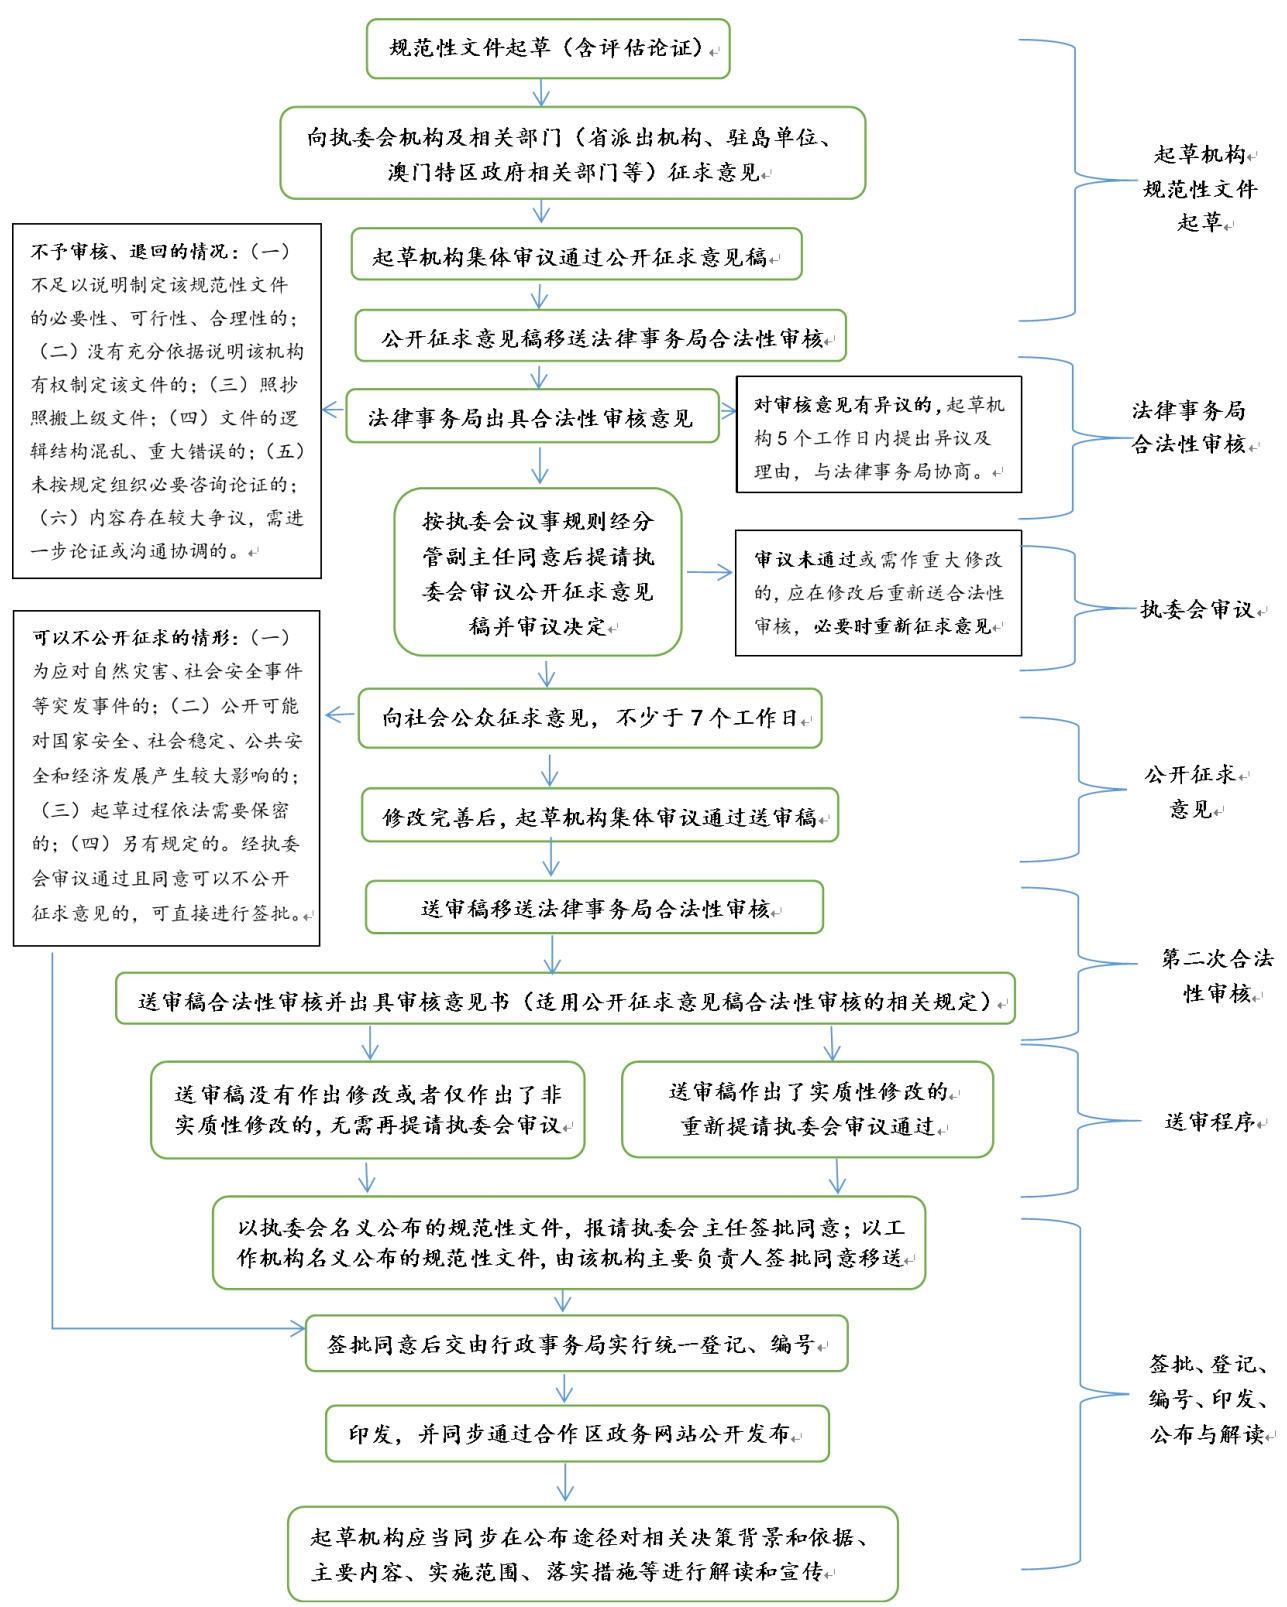 规范性文件起草（含评估论证）
向执委会机构及相关部门（省派出机构、驻岛单位、
澳门特区政府相关部门等）征求意见
起草机构
规范性文件
起草
起草机构集体审议通过公开征求意见稿
公开征求意见稿移送法律事务局合法性审核
不予审核、退回的情况：（一）
不足以说明制定该规范性文件
的必要性、可行性、合理性的；
（二）没有充分依据说明该机构
有权制定该文件的；（三）照抄
照搬上级文件；（四）文件的逻
辑结构混乱、重大错误的；（五）
未按规定组织必要咨询论证的；
（六）内容存在较大争议，需进
一步论证或沟通协调的。
法律事务局出具合法性审核意见
对审核意见有异议的，起草机
构 5 个工作日内提出异议及
理由，与法律事务局协商。
法律事务局
合法性审核
按执委会议事规则经分
管副主任同意后提请执
委会审议公开征求意见
稿并审议决定
审议未通过或需作重大修改
的，应在修改后重新送合法性
审核，必要时重新征求意见
执委会审议
可以不公开征求的情形：（一）
为应对自然灾害、社会安全事件
等突发事件的；（二）公开可能
对国家安全、社会稳定、公共安
全和经济发展产生较大影响的；
（三）起草过程依法需要保密
的；（四）另有规定的。经执委
会审议通过且同意可以不公开
征求意见的，可直接进行签批。
向社会公众征求意见，不少于 7 个工作日
修改完善后，起草机构集体审议通过送审稿
公开征求
意见
送审稿移送法律事务局合法性审核
送审稿合法性审核并出具审核意见书（适用公开征求意见稿合法性审核的相关规定）
第二次合法
性审核
送审稿没有作出修改或者仅作出了非
实质性修改的，无需再提请执委会审议
送审稿作出了实质性修改的
重新提请执委会审议通过
送审程序
以执委会名义公布的规范性文件，报请执委会主任签批同意；以工
作机构名义公布的规范性文件，由该机构主要负责人签批同意移送
签批同意后交由行政事务局实行统一登记、编号
印发，并同步通过合作区政务网站公开发布
起草机构应当同步在公布途径对相关决策背景和依据、
主要内容、实施范围、落实措施等进行解读和宣传
签批、登记、
编号、印发、
公布与解读